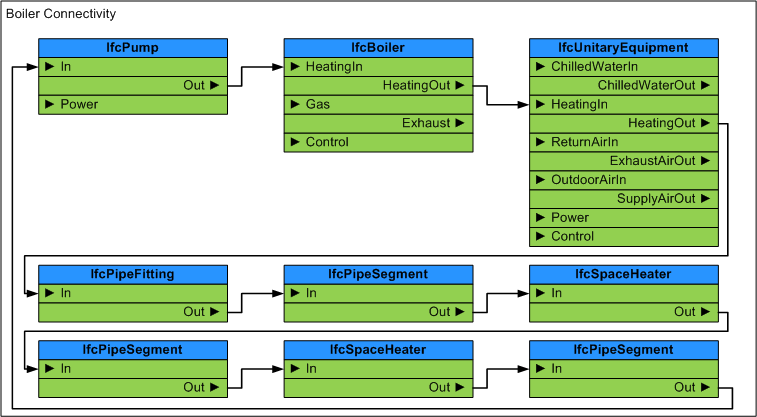 Boiler Connectivity
IfcPump
In
Out
Power
IfcBoiler
HeatingIn
HeatingOut
Gas
Exhaust
Control
IfcUnitaryEquipment
ChilledWaterIn
ChilledWaterOut
HeatingIn
HeatingOut
ReturnAirIn
ExhaustAirOut
OutdoorAirIn
SupplyAirOut
Power
Control
IfcPipeFitting
In
Out
IfcPipeSegment
In
Out
IfcSpaceHeater
In
Out
IfcPipeSegment
In
Out
IfcSpaceHeater
In
Out
IfcPipeSegment
In
Out